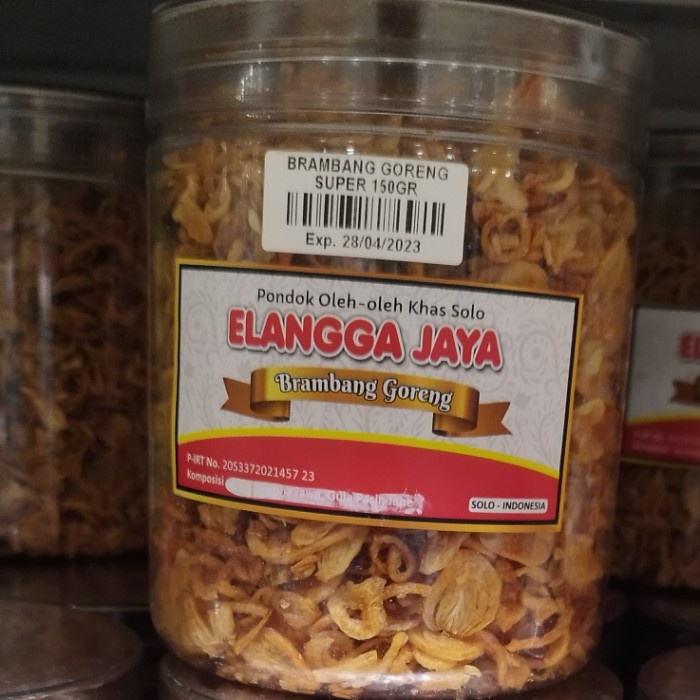 BRAMBANG GORENG
SUPER 150GR
Exp. 28/04/2023
Pondok Oleh-oleh Khas Solo
ELANGGA JAYA
Brambang Goreng
P-IRT No. 2053372021457 23
Komposisi
Gula
SOLO - INDONESIA